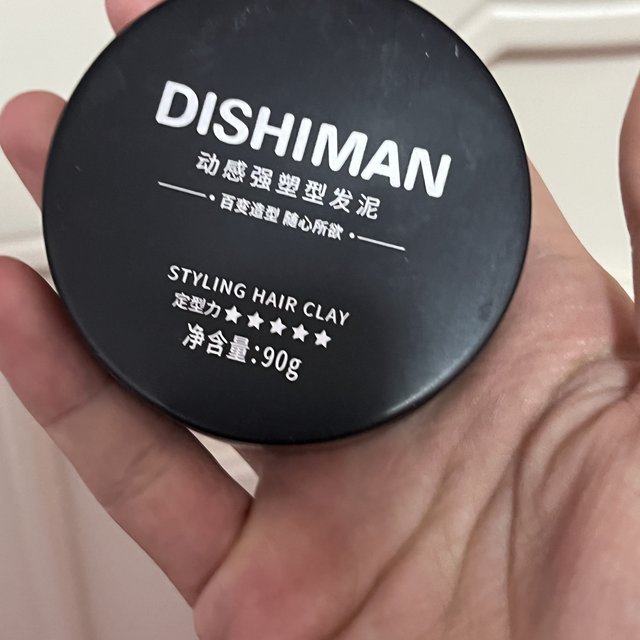 DISHIMAN
动感强塑型发泥
百变造型 随心所欲
STYLING HAIR CLAY
定型力★★★★★
净含量:90g